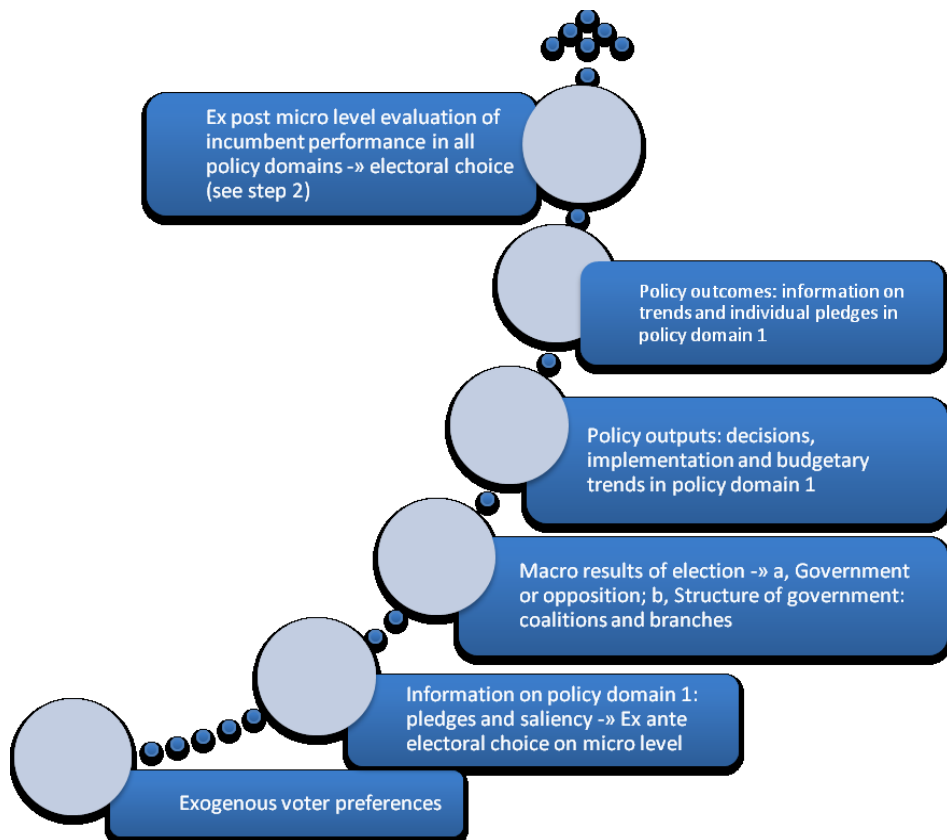 Ex post micro level evaluation of
incumbent performance in all
policy domains -» electoral choice
(see step 2)
Policy outcomes: information on
trends and individual pledges in
policy domain 1
Policy outputs: decisions,
implementation and budgetary
trends in policy domain 1
Macro results of election -» a, Government
or opposition; b, Structure of government:
coalitions and branches
Information on policy domain 1:
pledges and saliency -» Ex ante
electoral choice on micro level
Exogenous voter preferences